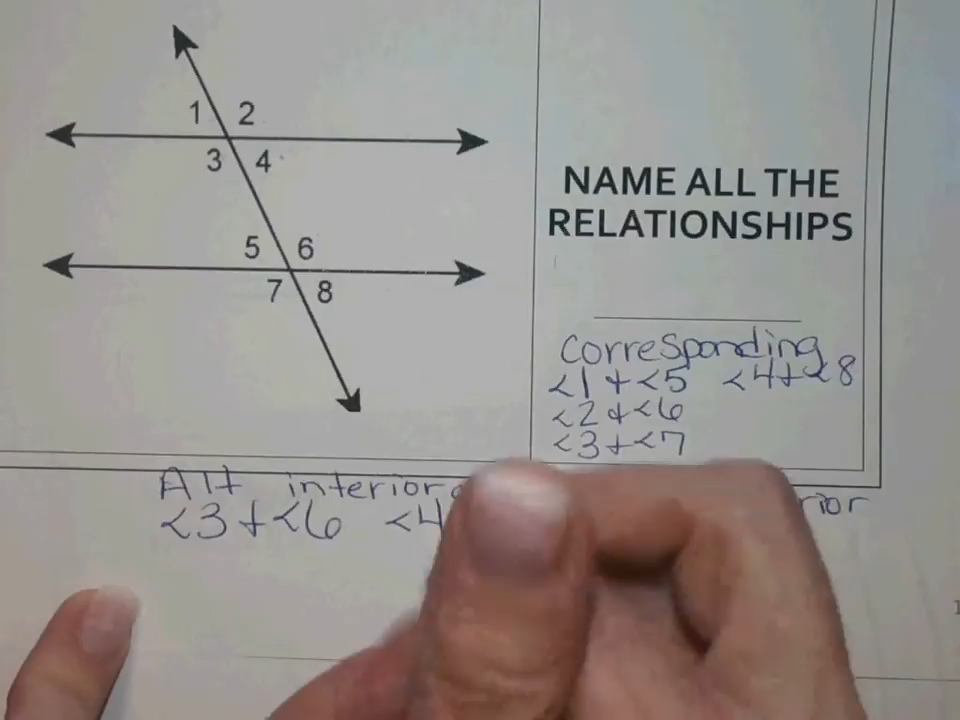 1 2
3 4
5 6
7 8
NAME ALL THE
RELATIONSHIPS
Corresponding
<1 + <5 <4 + <8
<2 + <6
<3 + <7
Alt interior
<3 + <6 <4